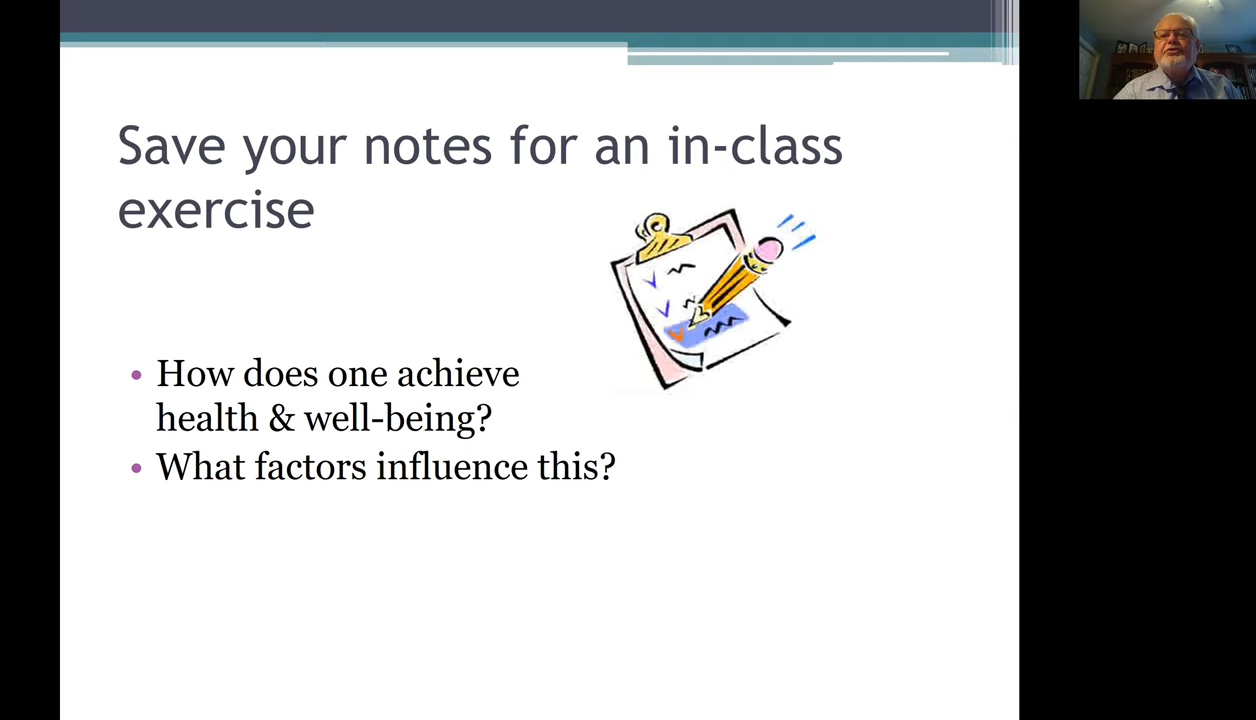 Save your notes for an in-class
exercise
• How does one achieve
health & well-being?
• What factors influence this?